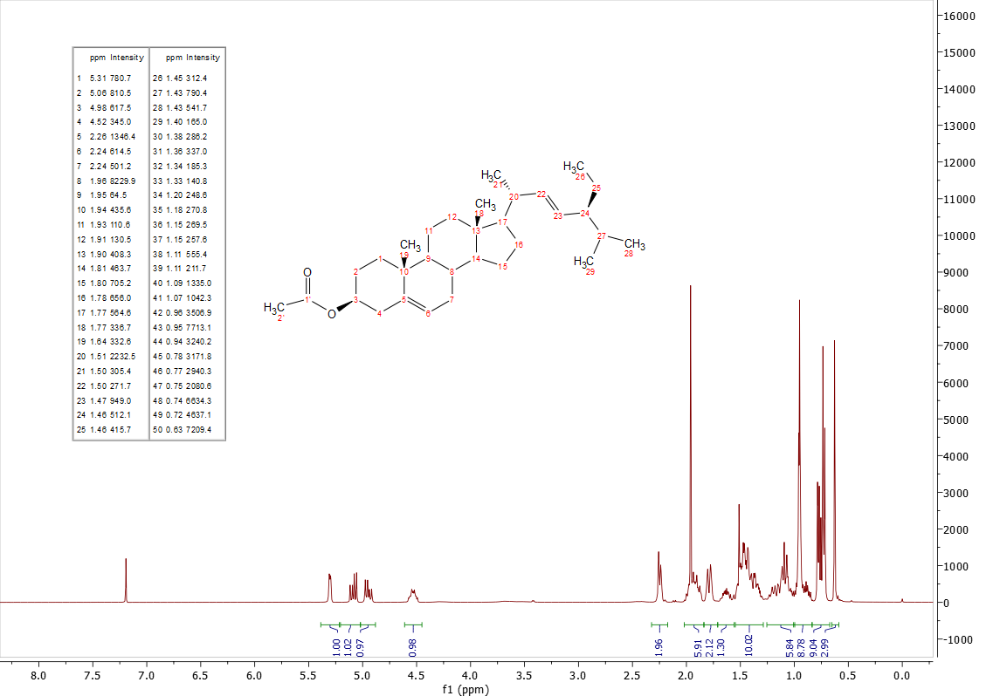 ppm Intensity ppm Intensity
1 5.31 780.7 26 1.45 312.4
2 5.06 810.5 27 1.43 790.4
3 4.98 617.5 28 1.43 541.7
4 4.52 345.0 29 1.40 165.0
5 2.26 1346.4 30 1.38 286.2
6 2.24 614.5 31 1.36 337.0
7 2.24 501.2 32 1.34 185.3
8 1.96 8229.9 33 1.33 140.8
9 1.95 64.5 34 1.20 248.6
10 1.94 435.6 35 1.18 270.8
11 1.93 110.6 36 1.15 269.5
12 1.91 130.5 37 1.15 257.6
13 1.90 408.3 38 1.11 555.4
14 1.81 463.7 39 1.11 211.7
15 1.80 705.2 40 1.09 1335.0
16 1.78 656.0 41 1.07 1042.3
17 1.77 564.6 42 0.96 3506.9
18 1.77 336.7 43 0.95 7713.1
19 1.64 332.6 44 0.94 3240.2
20 1.51 2232.5 45 0.78 3171.8
21 1.50 305.4 46 0.77 2940.3
22 1.50 271.7 47 0.75 2080.6
23 1.47 949.0 48 0.74 6634.3
24 1.46 512.1 49 0.72 4637.1
25 1.46 415.7 50 0.63 7209.4
H3C
26
H3C
21
25
20
22
CH3
18
12
23
24
17
11
13
27
CH3
28
CH3
19
16
H3C
29
1
9
14
15
2
10
8
O
1'
3
5
7
H3C
2'
O
4
6
16000
15000
14000
13000
12000
11000
10000
9000
8000
7000
6000
5000
4000
3000
2000
1000
0
-1000
1.00
1.02
0.97
0.98
1.96
5.91
2.12
1.30
10.02
5.84
8.78
9.04
2.99
8.0 7.5 7.0 6.5 6.0 5.5 5.0 4.5 4.0 3.5 3.0 2.5 2.0 1.5 1.0 0.5 0.0
f1 (ppm)